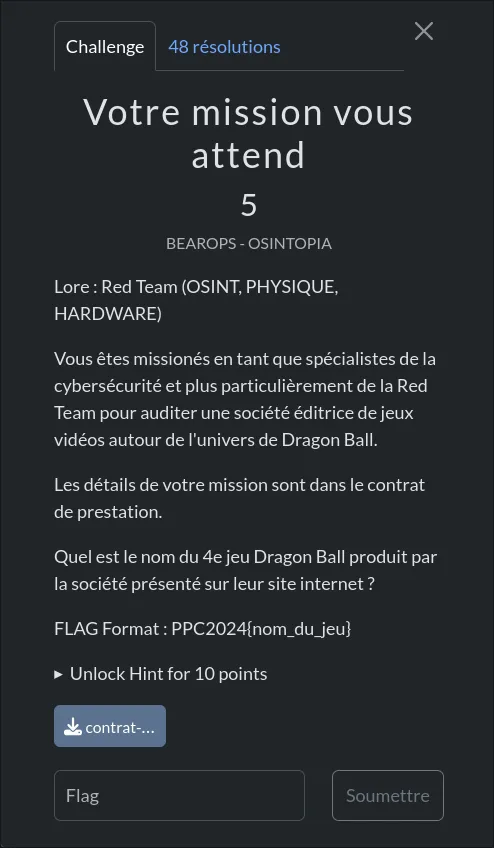 Challenge
48 résolutions
Votre mission vous
attend
5
BEAROPS - OSINTOPIA
Lore : Red Team (OSINT, PHYSIQUE,
HARDWARE)
Vous êtes missionés en tant que spécialistes de la
cybersécurité et plus particulièrement de la Red
Team pour auditer une société éditrice de jeux
vidéos autour de l'univers de Dragon Ball.
Les détails de votre mission sont dans le contrat
de prestation.
Quel est le nom du 4e jeu Dragon Ball produit par
la société présenté sur leur site internet ?
FLAG Format : PPC2024{nom_du_jeu}
▸ Unlock Hint for 10 points
contrat-...
Flag
Soumettre